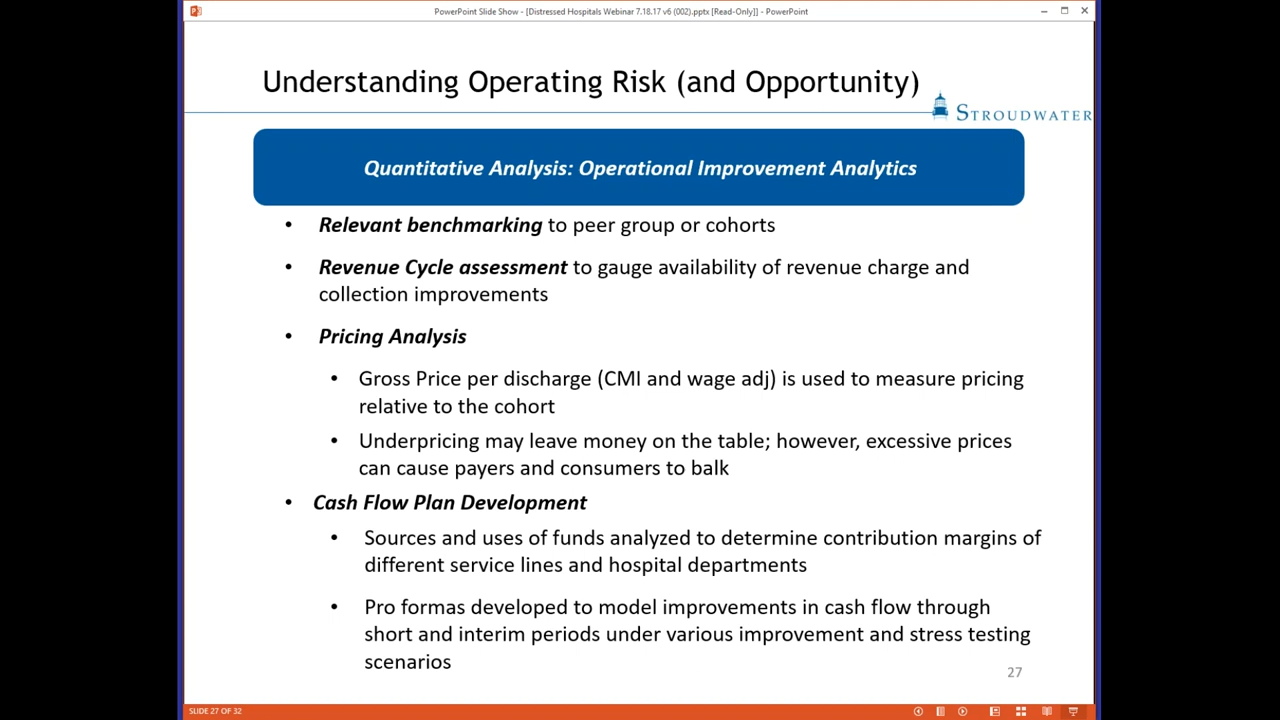 PowerPoint Slide Show - [Distressed Hospitals Webinar 7.18.17 v6 (002).pptx [Read-Only]] - PowerPoint
Understanding Operating Risk (and Opportunity)
STROUDWATER
Quantitative Analysis: Operational Improvement Analytics
• Relevant benchmarking to peer group or cohorts
• Revenue Cycle assessment to gauge availability of revenue charge and
collection improvements
• Pricing Analysis
• Gross Price per discharge (CMI and wage adj) is used to measure pricing
relative to the cohort
• Underpricing may leave money on the table; however, excessive prices
can cause payers and consumers to balk
• Cash Flow Plan Development
• Sources and uses of funds analyzed to determine contribution margins of
different service lines and hospital departments
• Pro formas developed to model improvements in cash flow through
short and interim periods under various improvement and stress testing
scenarios
27
SLIDE 27 OF 32